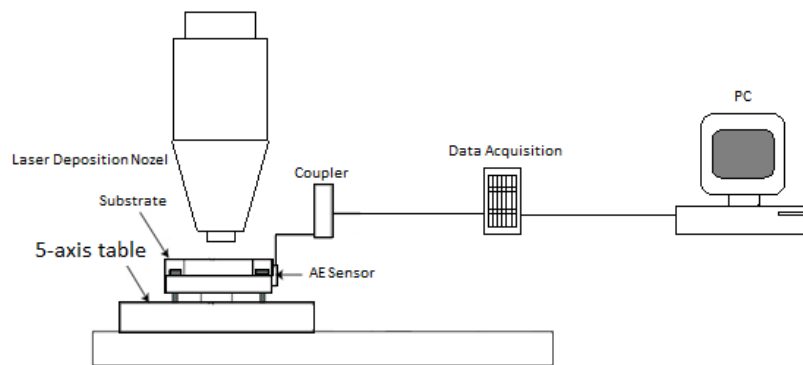 PC
Data Acquisition
Laser Deposition Nozel
Coupler
Substrate
5-axis table
AE Sensor